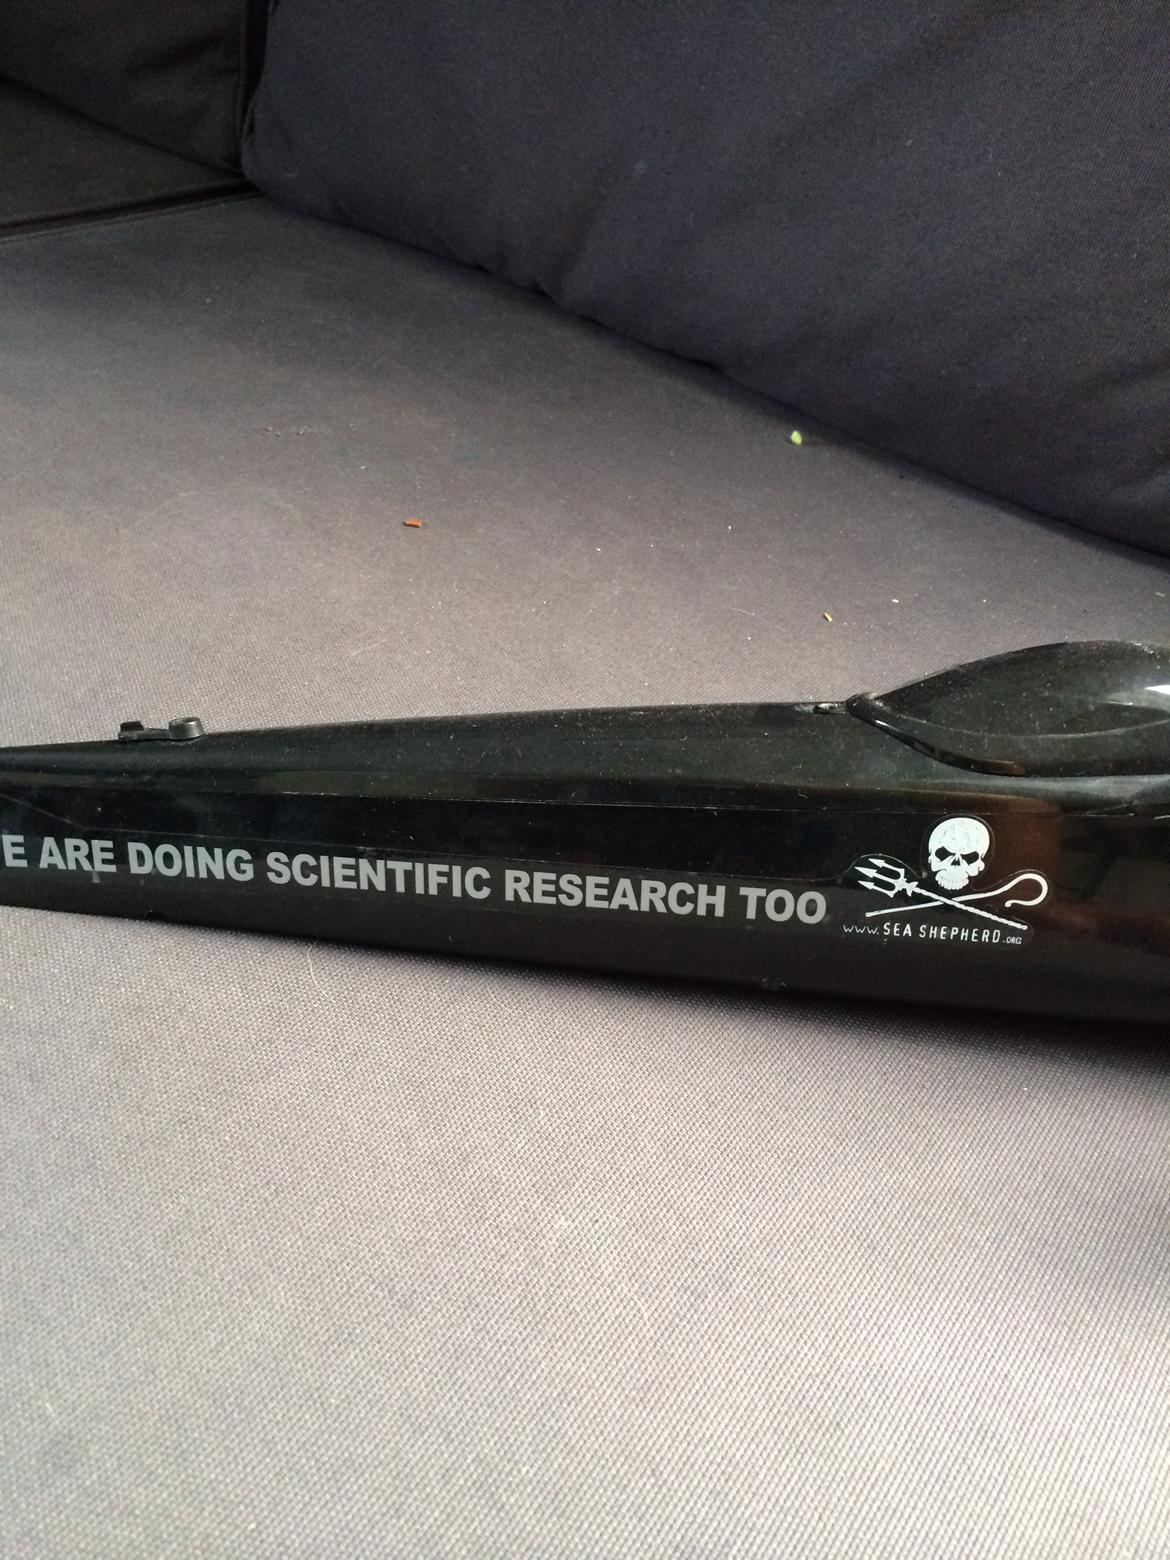 E ARE DOING SCIENTIFIC RESEARCH TOO
www.SEA SHEPHERD.ORG